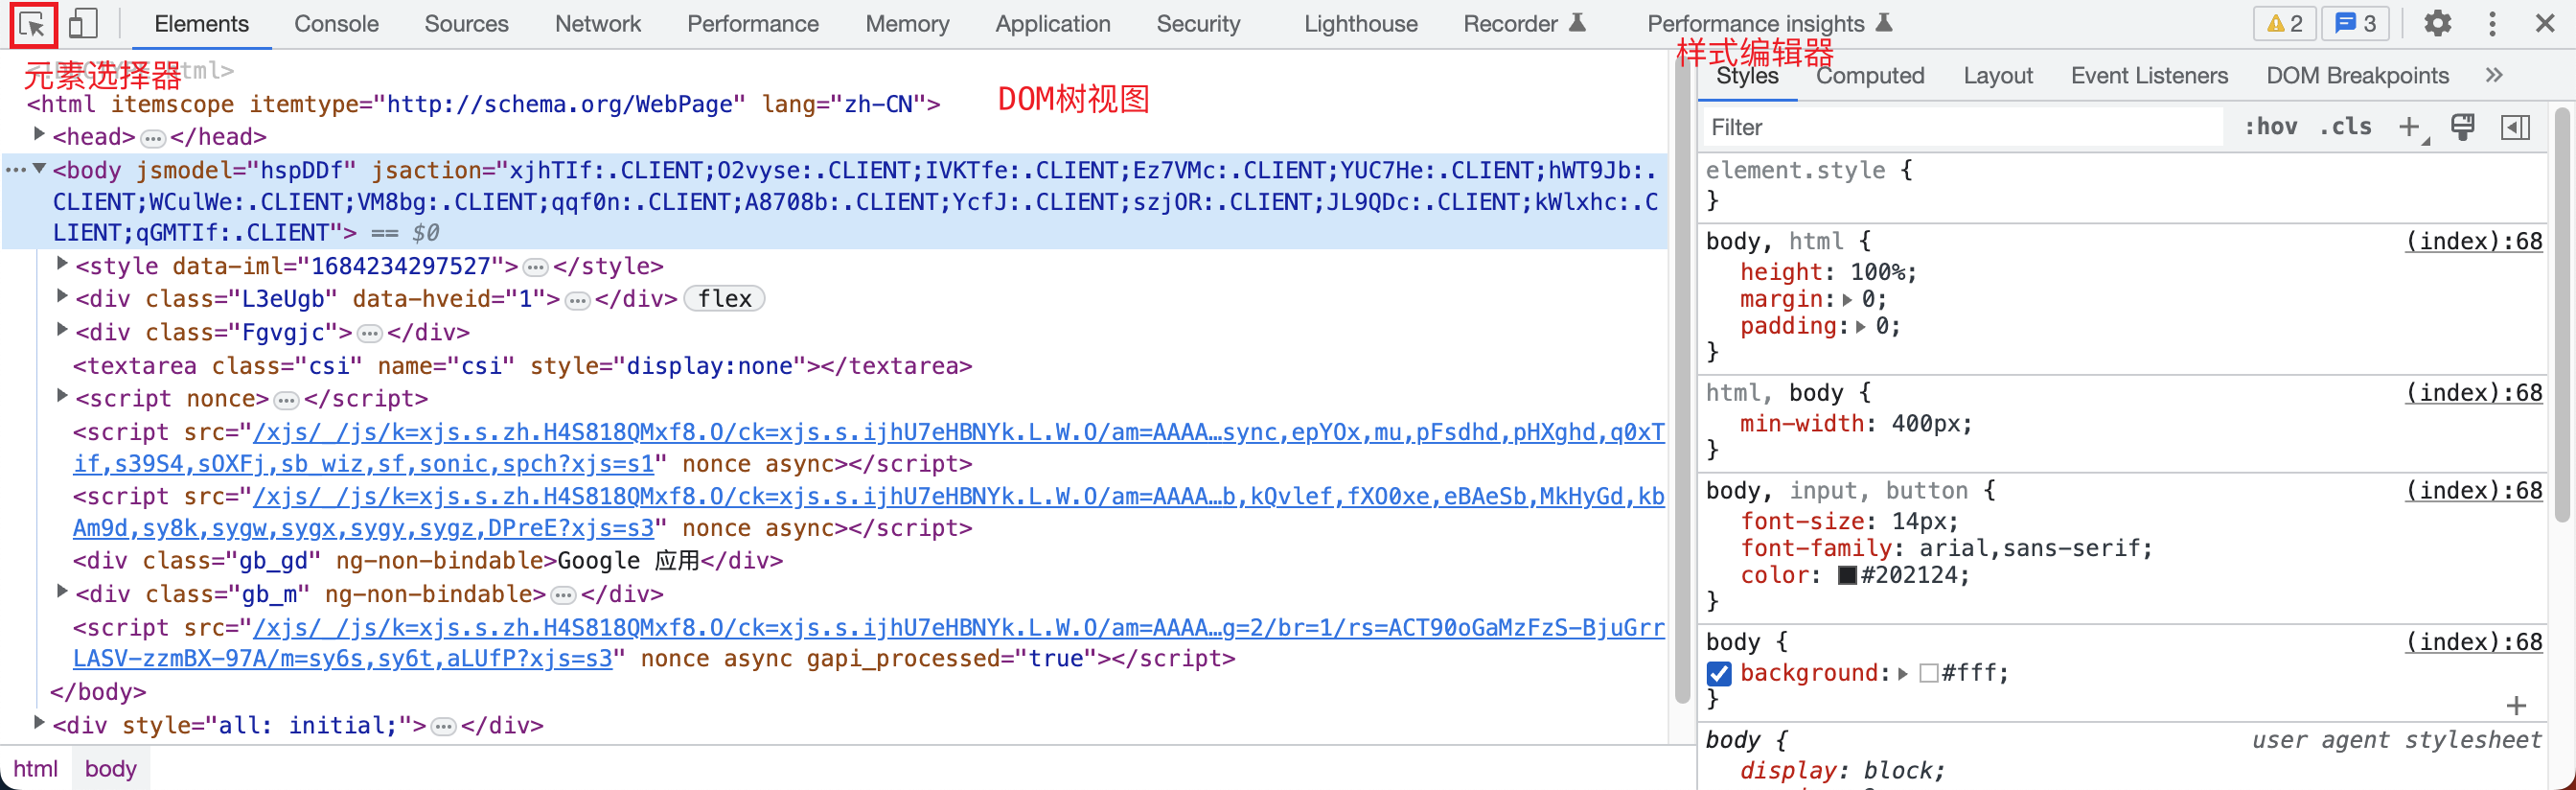 Elements Console Sources Network Performance Memory Application Security Lighthouse Recorder Performance insights 2 3
元素选择器
<html itemscope itemtype="http://schema.org/WebPage" lang="zh-CN">
DOM树视图
<head>…</head>
…<body jsmodel="hspDDf" jsaction="xjhTIf:.CLIENT;O2vyse:.CLIENT;IVKTfe:.CLIENT;Ez7VMc:.CLIENT;YUC7He:.CLIENT;hWT9Jb:.
CLIENT;WCulWe:.CLIENT;VM8bg:.CLIENT;qqf0n:.CLIENT;A8708b:.CLIENT;YcfJ:.CLIENT;szjOR:.CLIENT;JL9QDc:.CLIENT;kWlxhc:.C
LIENT;qGMTIf:.CLIENT"> == $0
<style data-iml="1684234297527">…</style>
<div class="L3eUgb" data-hveid="1">…</div> flex
<div class="Fgvgjc">…</div>
<textarea class="csi" name="csi" style="display:none"></textarea>
<script nonce>…</script>
<script src="/xjs/_/js/k=xjs.s.zh.H4S818QMxf8.O/ck=xjs.s.ijhU7eHBNYk.L.W.O/am=AAAA…sync,epYOx,mu,pFsdhd,pHXghd,q0xT
if,s39S4,sOXFj,sb_wiz,sf,sonic,spch?xjs=s1" nonce async></script>
<script src="/xjs/_/js/k=xjs.s.zh.H4S818QMxf8.O/ck=xjs.s.ijhU7eHBNYk.L.W.O/am=AAAA…b,kQvlef,fXO0xe,eBAeSb,MkHyGd,kb
Am9d,sy8k,sygw,sygx,sygy,sygz,DPreE?xjs=s3" nonce async></script>
<div class="gb_gd" ng-non-bindable>Google 应用</div>
<div class="gb_m" ng-non-bindable>…</div>
<script src="/xjs/_/js/k=xjs.s.zh.H4S818QMxf8.O/ck=xjs.s.ijhU7eHBNYk.L.W.O/am=AAAA…g=2/br=1/rs=ACT90oGaMzFzS-BjuGrr
LASV-zzmBX-97A/m=sy6s,sy6t,aLUfP?xjs=s3" nonce async gapi_processed="true"></script>
</body>
<div style="all: initial;">…</div>
html body
样式编辑器
Styles Computed Layout Event Listeners DOM Breakpoints »
Filter :hov .cls +
element.style {
}
body, html { (index):68
height: 100%;
margin: 0;
padding: 0;
}
html, body { (index):68
min-width: 400px;
}
body, input, button { (index):68
font-size: 14px;
font-family: arial,sans-serif;
color: #202124;
}
body { (index):68
background: #fff;
}
body { user agent stylesheet
display: block;